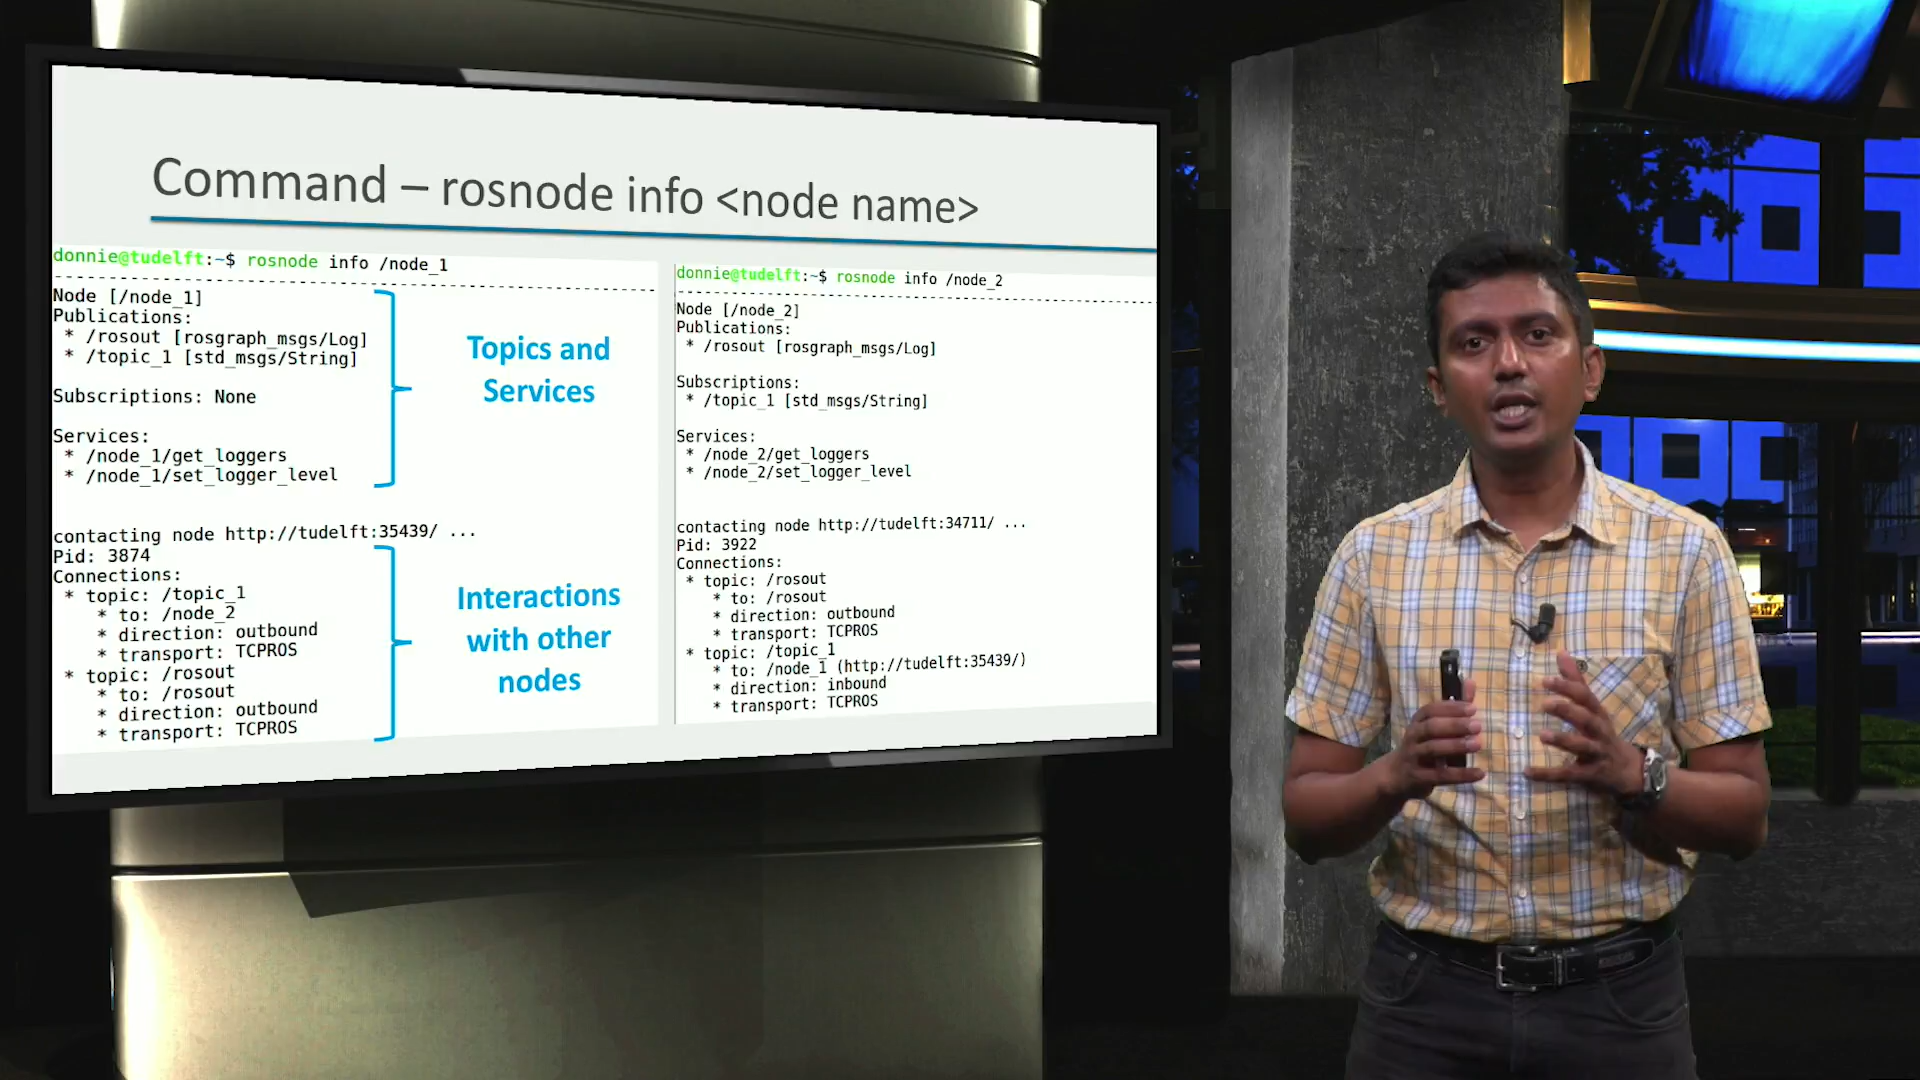 Command – rosnode info <node name>
donnie@tudelft:~$ rosnode info /node_1
--------------------------------------------------------------------------------
Node [/node_1]
Publications:
* /rosout [rosgraph_msgs/Log]
* /topic_1 [std_msgs/String]
Subscriptions: None
Services:
* /node_1/get_loggers
* /node_1/set_logger_level
contacting node http://tudelft:35439/ ...
Pid: 3874
Connections:
* topic: /topic_1
* to: /node_2
* direction: outbound
* transport: TCPROS
* topic: /rosout
* to: /rosout
* direction: outbound
* transport: TCPROS
Topics and
Services
Interactions
with other
nodes
donnie@tudelft:~$ rosnode info /node_2
--------------------------------------------------------------------------------
Node [/node_2]
Publications:
* /rosout [rosgraph_msgs/Log]
Subscriptions:
* /topic_1 [std_msgs/String]
Services:
* /node_2/get_loggers
* /node_2/set_logger_level
contacting node http://tudelft:34711/ ...
Pid: 3922
Connections:
* topic: /rosout
* to: /rosout
* direction: outbound
* transport: TCPROS
* topic: /topic_1
* to: /node_1 (http://tudelft:35439/)
* direction: inbound
* transport: TCPROS